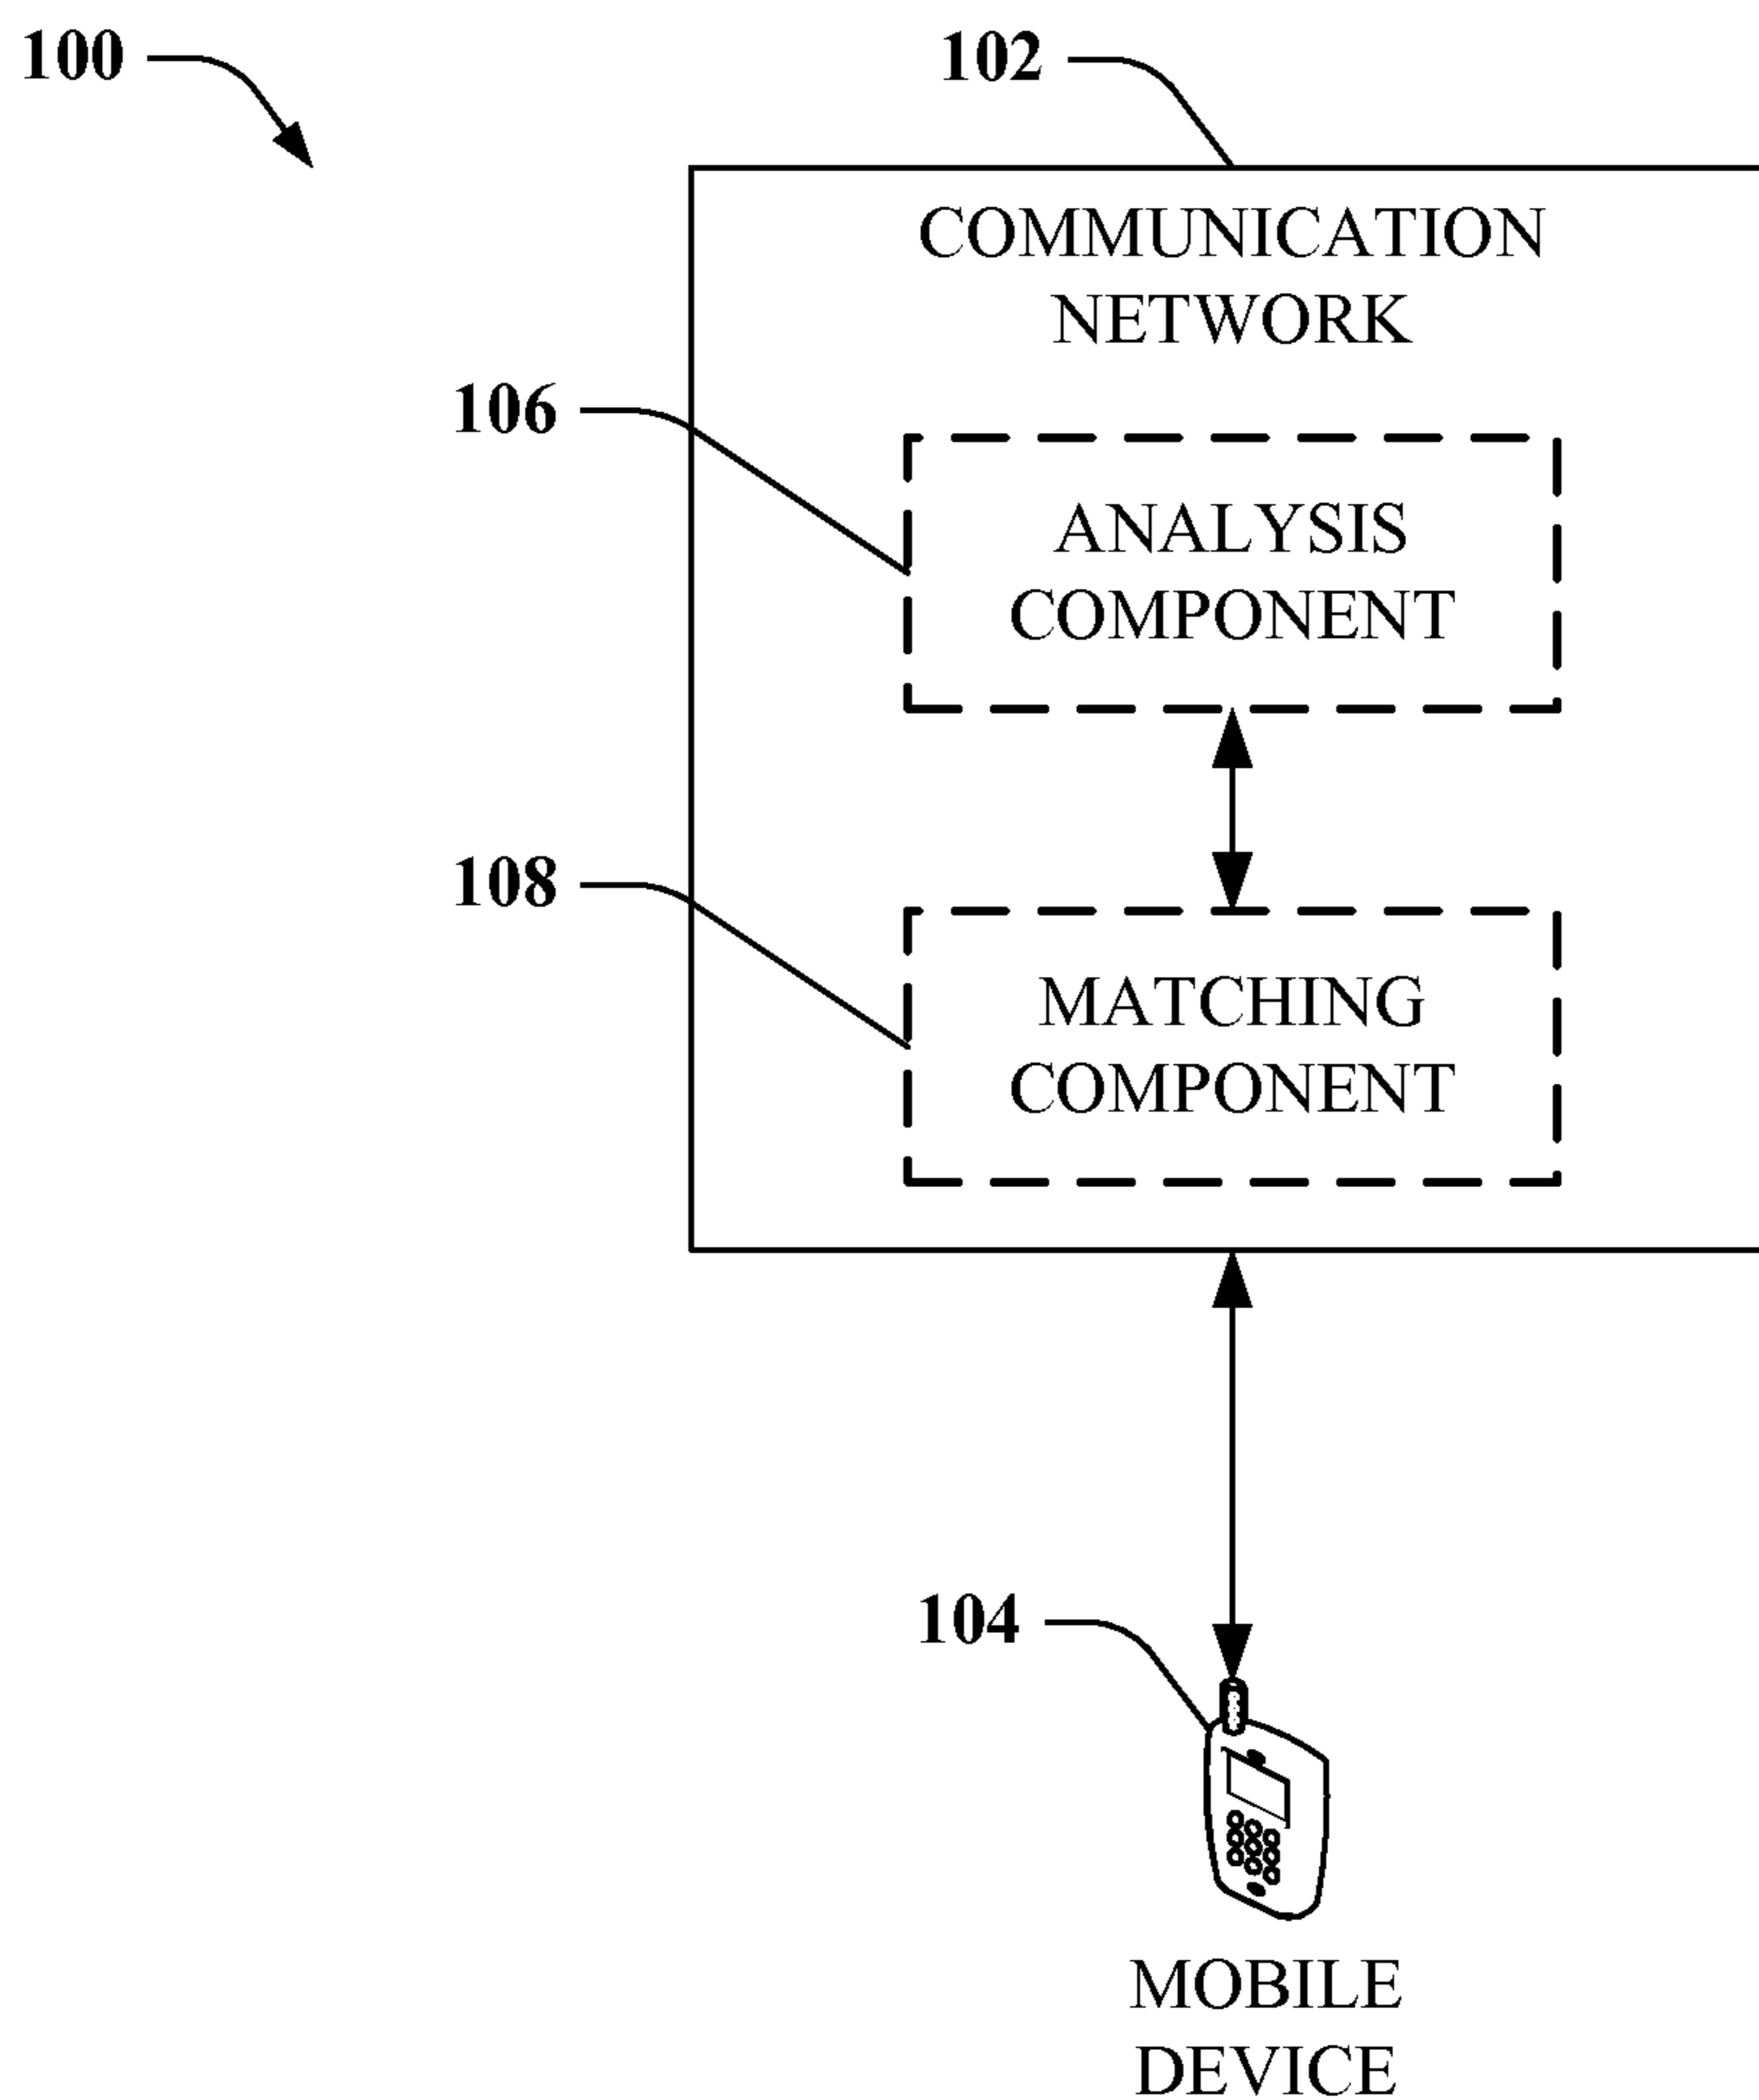 100
102
COMMUNICATION
NETWORK
106
ANALYSIS
COMPONENT
108
MATCHING
COMPONENT
104
MOBILE
DEVICE